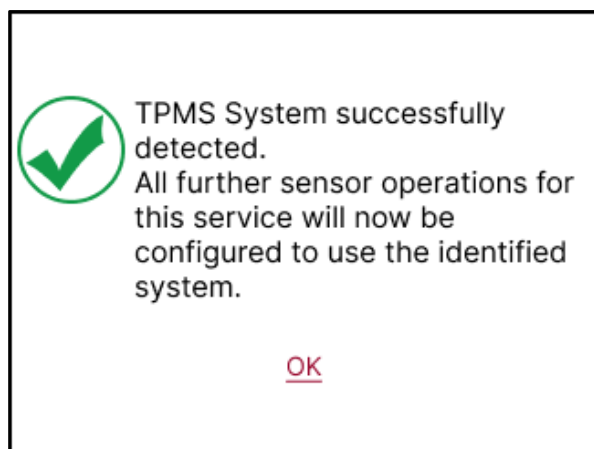 TPMS System successfully
detected.
All further sensor operations for
this service will now be
configured to use the identified
system.
OK